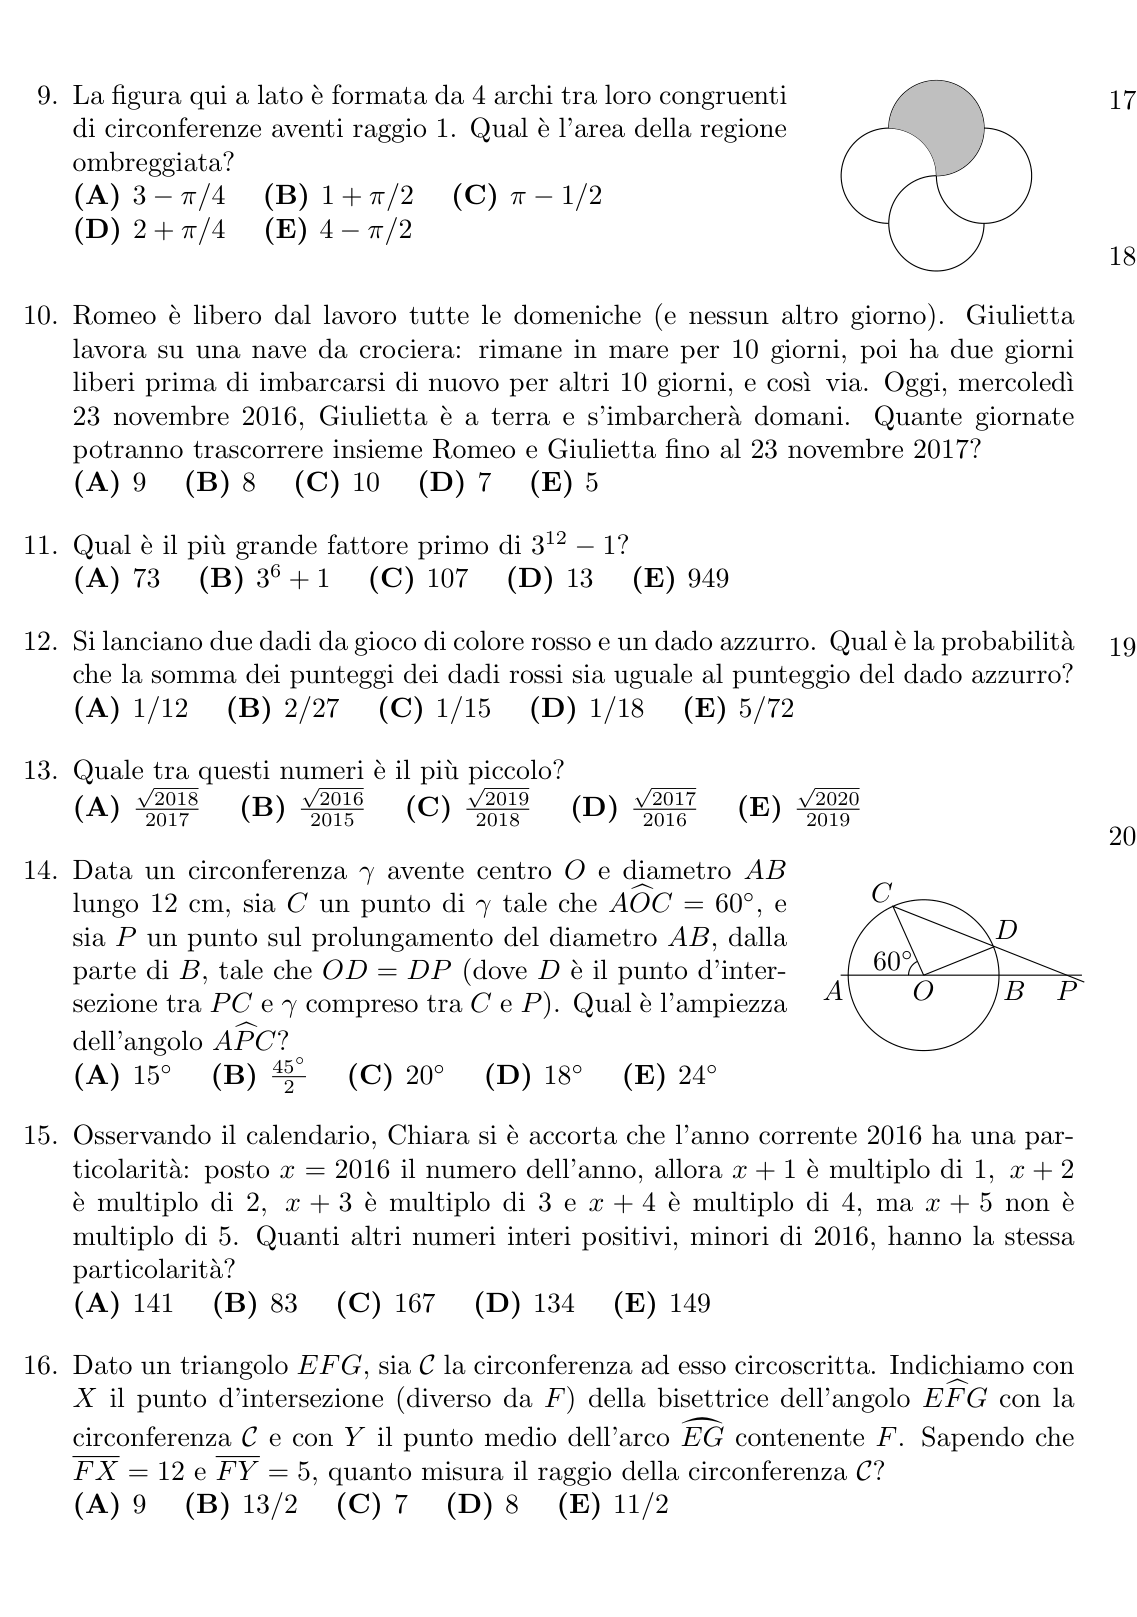 9. La figura qui a lato è formata da 4 archi tra loro congruenti
di circonferenze aventi raggio 1. Qual è l'area della regione
ombreggiata?
(A) 3 − π/4 (B) 1 + π/2 (C) π − 1/2
(D) 2 + π/4 (E) 4 − π/2
17
18
10. Romeo è libero dal lavoro tutte le domeniche (e nessun altro giorno). Giulietta
lavora su una nave da crociera: rimane in mare per 10 giorni, poi ha due giorni
liberi prima di imbarcarsi di nuovo per altri 10 giorni, e così via. Oggi, mercoledì
23 novembre 2016, Giulietta è a terra e s'imbarcherà domani. Quante giornate
potranno trascorrere insieme Romeo e Giulietta fino al 23 novembre 2017?
(A) 9 (B) 8 (C) 10 (D) 7 (E) 5
11. Qual è il più grande fattore primo di 3^12 − 1?
(A) 73 (B) 3^6 + 1 (C) 107 (D) 13 (E) 949
12. Si lanciano due dadi da gioco di colore rosso e un dado azzurro. Qual è la probabilità
che la somma dei punteggi dei dadi rossi sia uguale al punteggio del dado azzurro?
(A) 1/12 (B) 2/27 (C) 1/15 (D) 1/18 (E) 5/72
19
13. Quale tra questi numeri è il più piccolo?
(A) √2018/2017 (B) √2016/2015 (C) √2019/2018 (D) √2017/2016 (E) √2020/2019
20
14. Data un circonferenza γ avente centro O e diametro AB
lungo 12 cm, sia C un punto di γ tale che AÔC = 60°, e
sia P un punto sul prolungamento del diametro AB, dalla
parte di B, tale che OD = DP (dove D è il punto d'inter-
sezione tra PC e γ compreso tra C e P). Qual è l'ampiezza
dell'angolo AP̂C?
(A) 15° (B) 45°/2 (C) 20° (D) 18° (E) 24°
C
D
60°
A
O
B
P
15. Osservando il calendario, Chiara si è accorta che l'anno corrente 2016 ha una par-
ticolarità: posto x = 2016 il numero dell'anno, allora x + 1 è multiplo di 1, x + 2
è multiplo di 2, x + 3 è multiplo di 3 e x + 4 è multiplo di 4, ma x + 5 non è
multiplo di 5. Quanti altri numeri interi positivi, minori di 2016, hanno la stessa
particolarità?
(A) 141 (B) 83 (C) 167 (D) 134 (E) 149
16. Dato un triangolo EFG, sia 𝒞 la circonferenza ad esso circoscritta. Indichiamo con
X il punto d'intersezione (diverso da F) della bisettrice dell'angolo EF̂G con la
circonferenza 𝒞 e con Y il punto medio dell'arco E͡G contenente F. Sapendo che
F̅X̅ = 12 e F̅Y̅ = 5, quanto misura il raggio della circonferenza 𝒞?
(A) 9 (B) 13/2 (C) 7 (D) 8 (E) 11/2